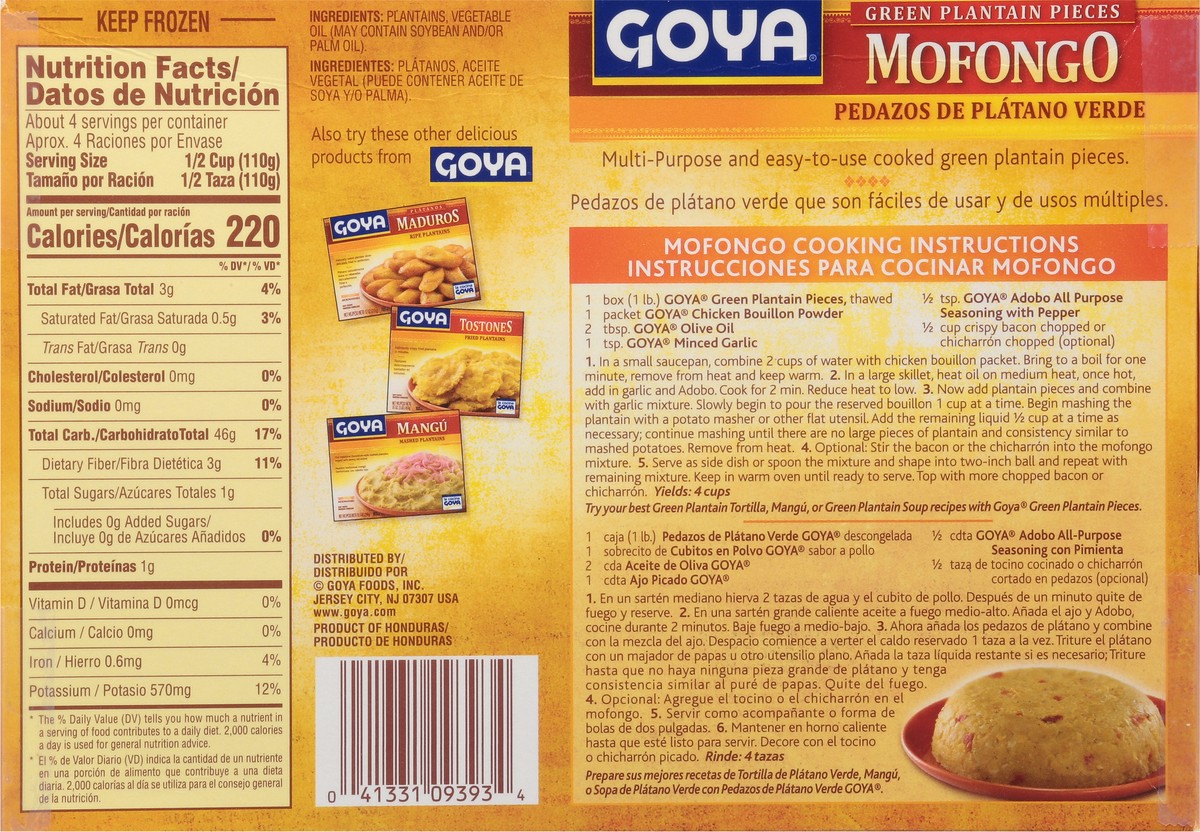 KEEP FROZEN
Nutrition Facts/
Datos de Nutrición
About 4 servings per container
Aprox. 4 Raciones por Envase
Serving Size 1/2 Cup (110g)
Tamaño por Ración 1/2 Taza (110g)
Amount per serving/Cantidad por ración
Calories/Calorías 220
% DV*/% VD*
Total Fat/Grasa Total 3g 4%
Saturated Fat/Grasa Saturada 0.5g 3%
Trans Fat/Grasa Trans 0g
Cholesterol/Colesterol 0mg 0%
Sodium/Sodio 0mg 0%
Total Carb./CarbohidratoTotal 46g 17%
Dietary Fiber/Fibra Dietética 3g 11%
Total Sugars/Azúcares Totales 1g
Includes 0g Added Sugars/
Incluye 0g de Azúcares Añadidos 0%
Protein/Proteínas 1g
Vitamin D / Vitamina D 0mcg 0%
Calcium / Calcio 0mg 0%
Iron / Hierro 0.6mg 4%
Potassium / Potasio 570mg 12%
* The % Daily Value (DV) tells you how much a nutrient in
a serving of food contributes to a daily diet. 2,000 calories
a day is used for general nutrition advice.
* El % de Valor Diario (VD) indica la cantidad de un nutriente
en una porción de alimento que contribuye a una dieta
diaria. 2,000 calorías al día se utiliza para el consejo general
de la nutrición.
INGREDIENTS: PLANTAINS, VEGETABLE
OIL (MAY CONTAIN SOYBEAN AND/OR
PALM OIL).
INGREDIENTES: PLÁTANOS, ACEITE
VEGETAL (PUEDE CONTENER ACEITE DE
SOYA Y/O PALMA).
Also try these other delicious
products from GOYA
GOYA
PLATANOS
MADUROS
RIPE PLANTAINS
GOYA
GOYA
TOSTONES
FRIED PLANTAINS
GOYA
GOYA
MANGÚ
MASHED PLANTAINS
GOYA
DISTRIBUTED BY/
DISTRIBUIDO POR
© GOYA FOODS, INC.
JERSEY CITY, NJ 07307 USA
www.goya.com
PRODUCT OF HONDURAS/
PRODUCTO DE HONDURAS
0 41331 09393 4
GOYA®
GREEN PLANTAIN PIECES
MOFONGO
PEDAZOS DE PLÁTANO VERDE
Multi-Purpose and easy-to-use cooked green plantain pieces.
Pedazos de plátano verde que son fáciles de usar y de usos múltiples.
MOFONGO COOKING INSTRUCTIONS
INSTRUCCIONES PARA COCINAR MOFONGO
1 box (1 lb.) GOYA® Green Plantain Pieces, thawed
1 packet GOYA® Chicken Bouillon Powder
2 tbsp. GOYA® Olive Oil
1 tsp. GOYA® Minced Garlic
½ tsp. GOYA® Adobo All Purpose
Seasoning with Pepper
½ cup crispy bacon chopped or
chicharrón chopped (optional)
1. In a small saucepan, combine 2 cups of water with chicken bouillon packet. Bring to a boil for one
minute, remove from heat and keep warm. 2. In a large skillet, heat oil on medium heat, once hot,
add in garlic and Adobo. Cook for 2 min. Reduce heat to low. 3. Now add plantain pieces and combine
with garlic mixture. Slowly begin to pour the reserved bouillon 1 cup at a time. Begin mashing the
plantain with a potato masher or other flat utensil. Add the remaining liquid ½ cup at a time as
necessary; continue mashing until there are no large pieces of plantain and consistency similar to
mashed potatoes. Remove from heat. 4. Optional: Stir the bacon or the chicharrón into the mofongo
mixture. 5. Serve as side dish or spoon the mixture and shape into two-inch ball and repeat with
remaining mixture. Keep in warm oven until ready to serve. Top with more chopped bacon or
chicharrón. Yields: 4 cups
Try your best Green Plantain Tortilla, Mangú, or Green Plantain Soup recipes with Goya® Green Plantain Pieces.
1 caja (1 lb.) Pedazos de Plátano Verde GOYA® descongelada
1 sobrecito de Cubitos en Polvo GOYA® sabor a pollo
2 cda Aceite de Oliva GOYA®
1 cdta Ajo Picado GOYA®
½ cdta GOYA® Adobo All-Purpose
Seasoning con Pimienta
½ taza de tocino cocinado o chicharrón
cortado en pedazos (opcional)
1. En un sartén mediano hierva 2 tazas de agua y el cubito de pollo. Después de un minuto quite de
fuego y reserve. 2. En una sartén grande caliente aceite a fuego medio-alto. Añada el ajo y Adobo,
cocine durante 2 minutos. Baje fuego a medio-bajo. 3. Ahora añada los pedazos de plátano y combine
con la mezcla del ajo. Despacio comience a verter el caldo reservado 1 taza a la vez. Triture el plátano
con un majador de papas u otro utensilio plano. Añada la taza líquida restante si es necesario; Triture
hasta que no haya ninguna pieza grande de plátano y tenga
consistencia similar al puré de papas. Quite del fuego.
4. Opcional: Agregue el tocino o el chicharrón en el
mofongo. 5. Servir como acompañante o forma de
bolas de dos pulgadas. 6. Mantener en horno caliente
hasta que esté listo para servir. Decore con el tocino
o chicharrón picado. Rinde: 4 tazas
Prepare sus mejores recetas de Tortilla de Plátano Verde, Mangú,
o Sopa de Plátano Verde con Pedazos de Plátano Verde GOYA®.